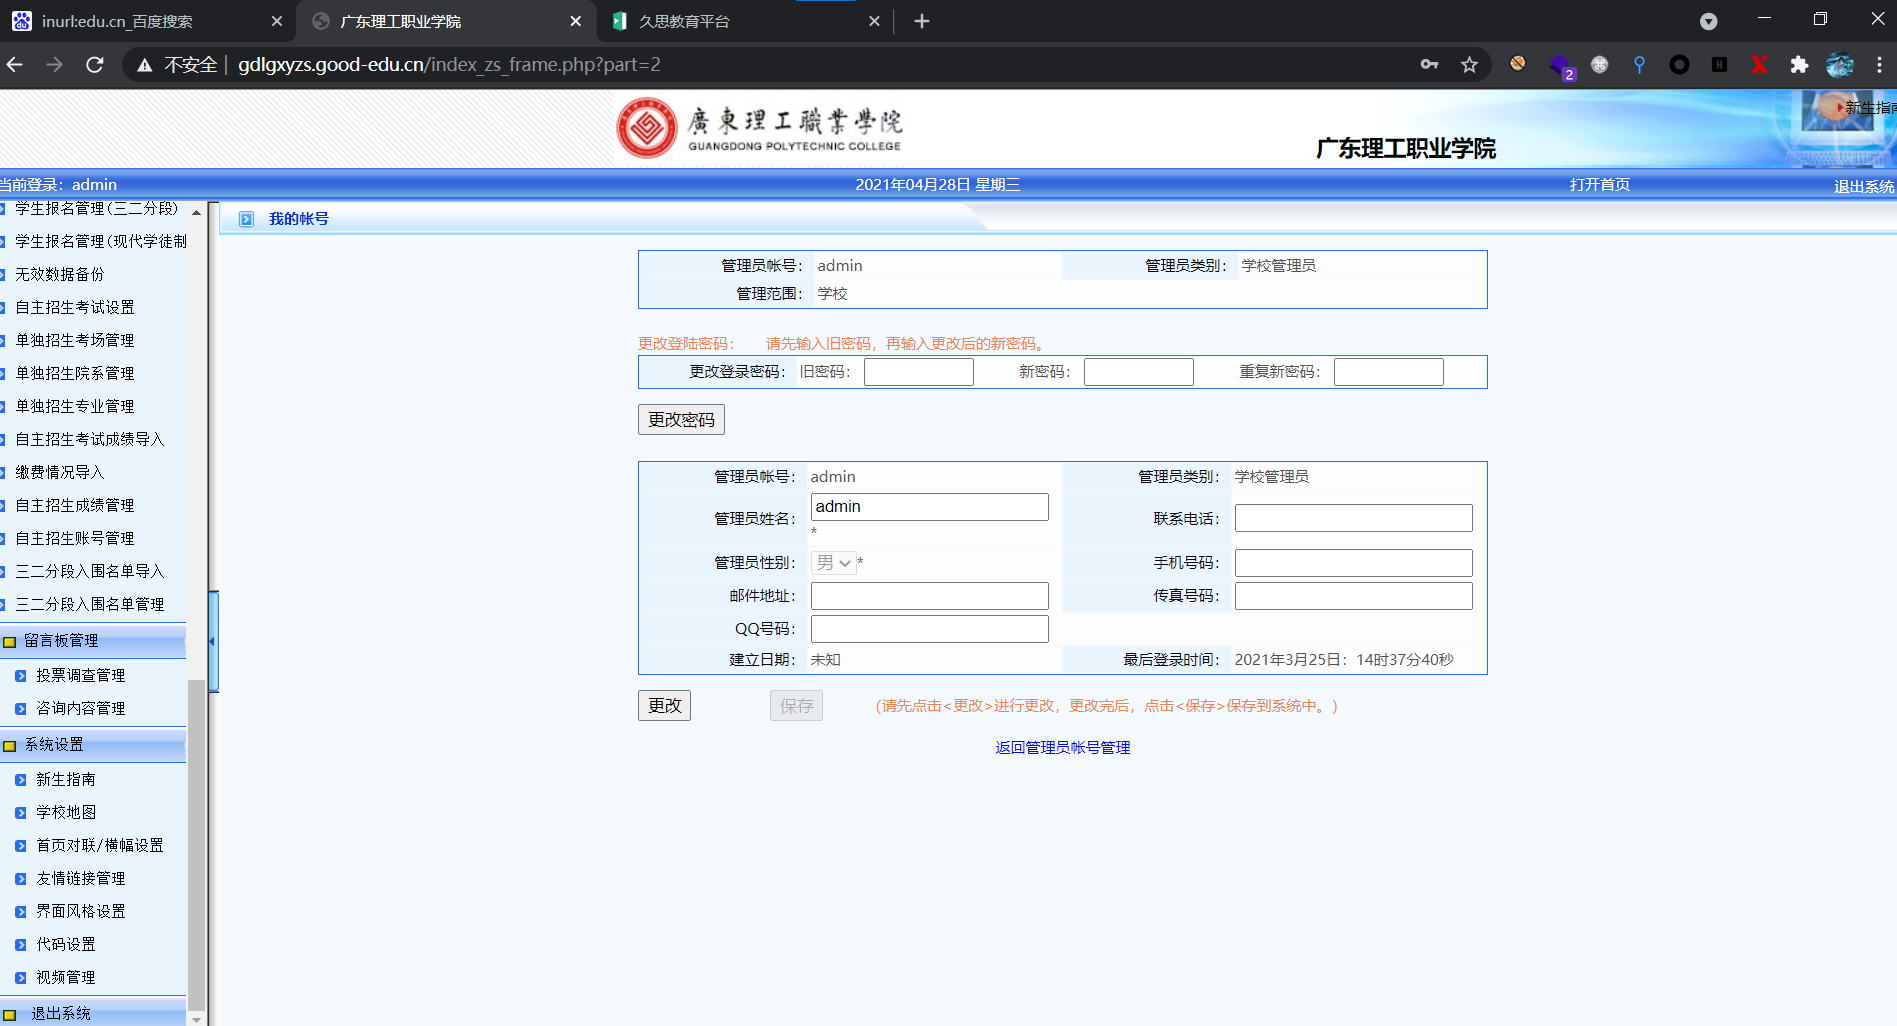 inurl:edu.cn_百度搜索
广东理工职业学院
久思教育平台
不安全
gdlgxyzs.good-edu.cn/index_zs_frame.php?part=2
2
廣東理工職業學院
GUANGDONG POLYTECHNIC COLLEGE
广东理工职业学院
新生指南
当前登录：admin
2021年04月28日 星期三
打开首页
退出系统
学生报名管理(三二分段)
学生报名管理(现代学徒制
无效数据备份
自主招生考试设置
单独招生考场管理
单独招生院系管理
单独招生专业管理
自主招生考试成绩导入
缴费情况导入
自主招生成绩管理
自主招生账号管理
三二分段入围名单导入
三二分段入围名单管理
留言板管理
投票调查管理
咨询内容管理
系统设置
新生指南
学校地图
首页对联/横幅设置
友情链接管理
界面风格设置
代码设置
视频管理
退出系统
我的帐号
管理员帐号： admin 管理员类别： 学校管理员
管理范围： 学校
更改登陆密码： 请先输入旧密码，再输入更改后的新密码。
更改登录密码： 旧密码： 新密码： 重复新密码：
更改密码
管理员帐号： admin 管理员类别： 学校管理员
管理员姓名： admin * 联系电话：
管理员性别： 男 * 手机号码：
邮件地址： 传真号码：
QQ号码：
建立日期： 未知 最后登录时间： 2021年3月25日：14时37分40秒
更改 保存 (请先点击<更改>进行更改，更改完后，点击<保存>保存到系统中。)
返回管理员帐号管理